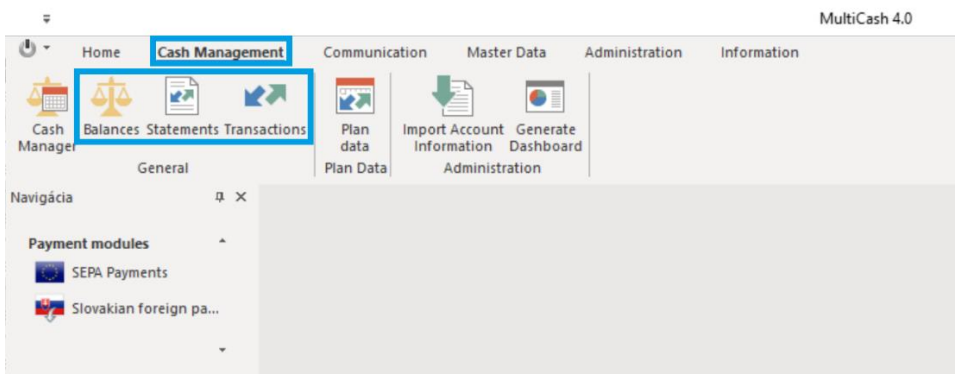 MultiCash 4.0
Home Cash Management Communication Master Data Administration Information
Cash Manager
Balances
Statements
Transactions
General
Plan data
Plan Data
Import Account Information
Generate Dashboard
Administration
Navigácia
Payment modules
SEPA Payments
Slovakian foreign pa...